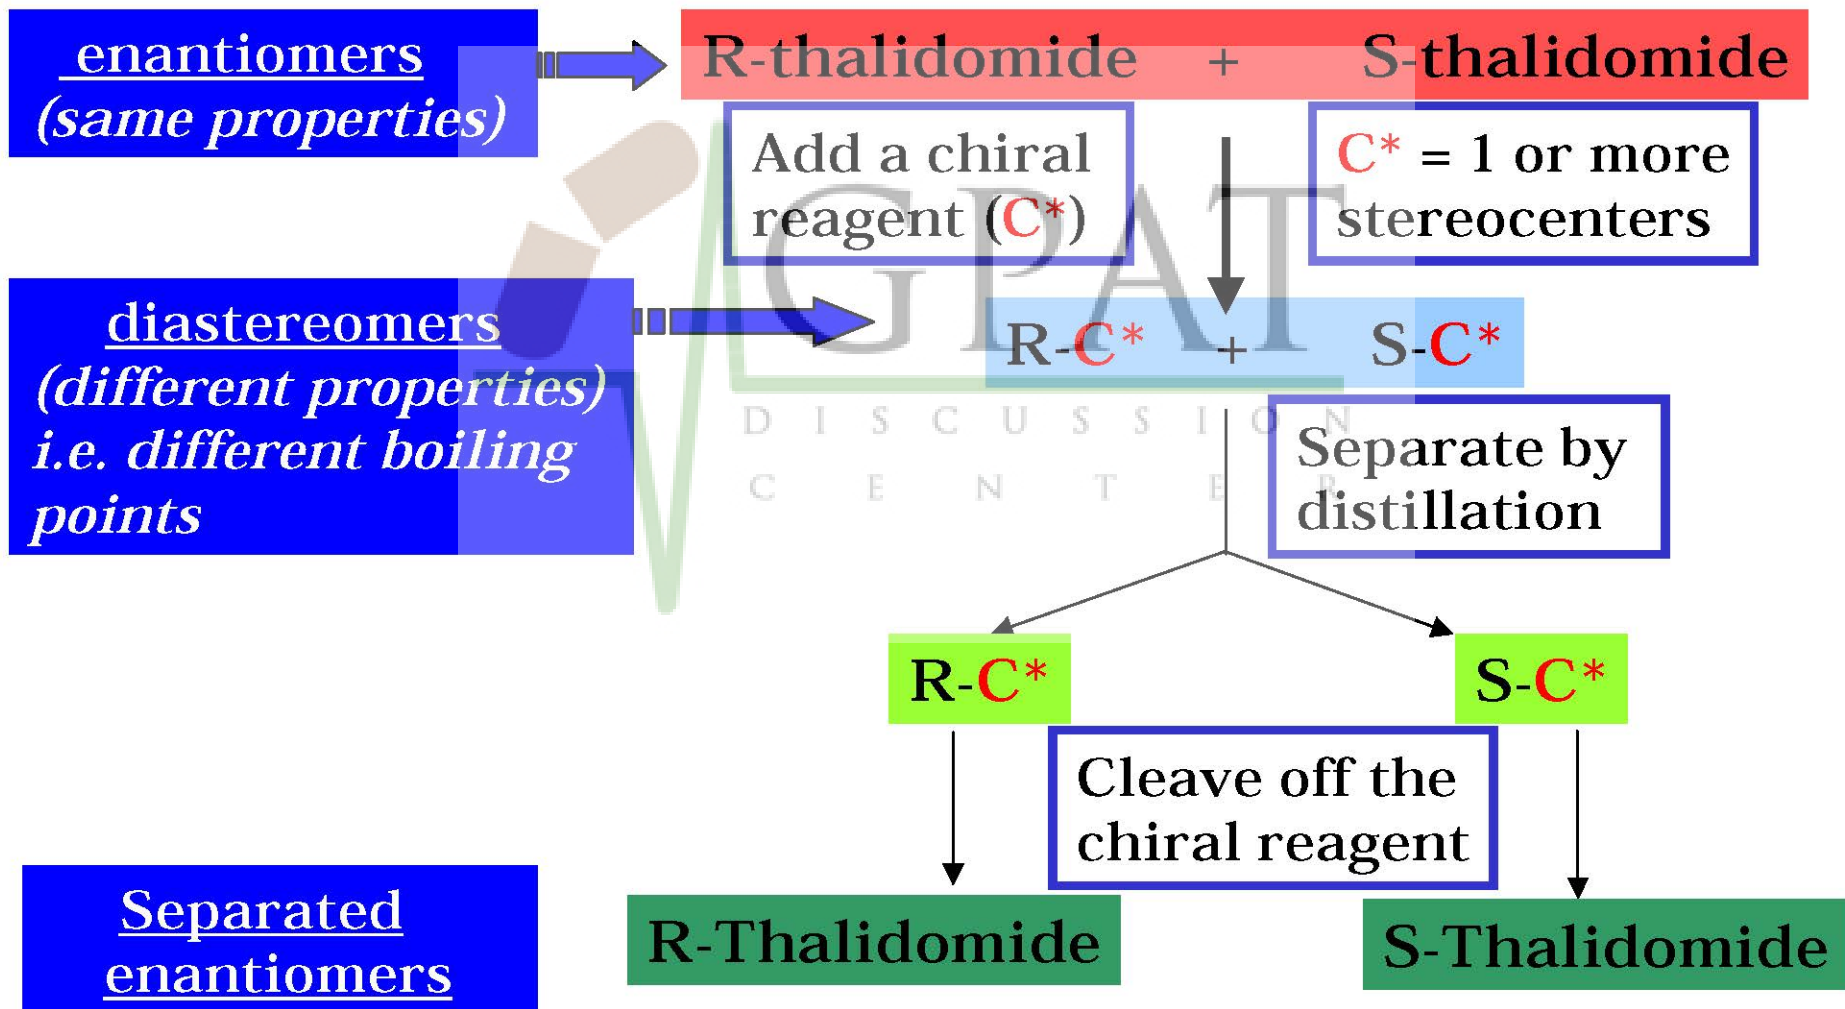 enantiomers
(same properties)
R-thalidomide + S-thalidomide
Add a chiral
reagent (C*)
C* = 1 or more
stereocenters
GPAT
DISCUSSION
CENTER
diastereomers
(different properties)
i.e. different boiling
points
R-C* + S-C*
Separate by
distillation
R-C*
S-C*
Cleave off the
chiral reagent
Separated
enantiomers
R-Thalidomide
S-Thalidomide